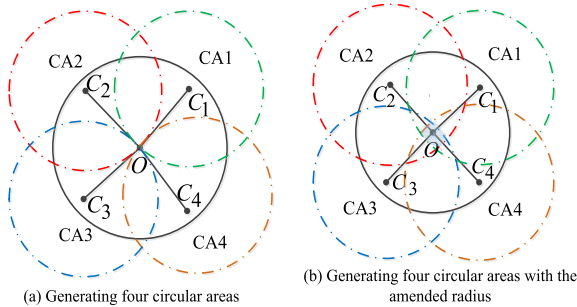 CA2
CA1
C2
C1
O
C3
C4
CA3
CA4
(a) Generating four circular areas
CA2
CA1
C2
C1
O
C3
C4
CA3
CA4
(b) Generating four circular areas with the
amended radius